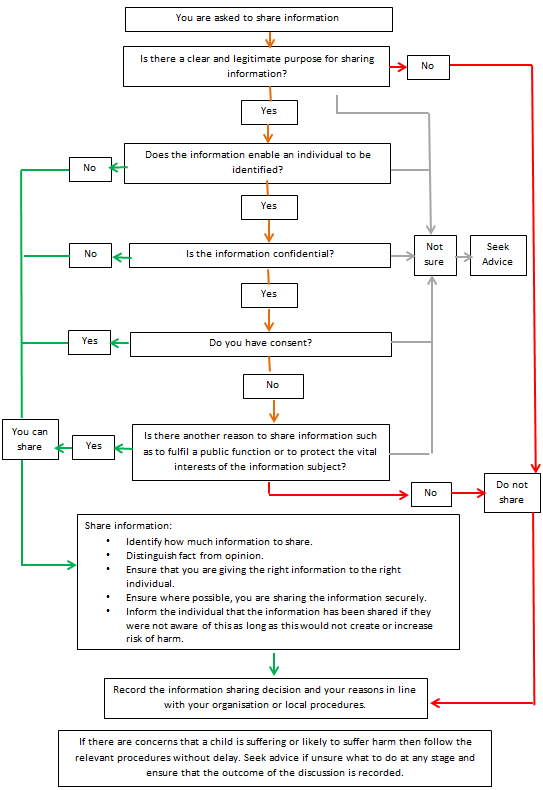 You are asked to share information
Is there a clear and legitimate purpose for sharing
information?
No
Yes
Does the information enable an individual to be
identified?
No
Yes
Is the information confidential?
No
Not
sure
Seek
Advice
Yes
Do you have consent?
Yes
No
Is there another reason to share information such
as to fulfil a public function or to protect the vital
interests of the information subject?
Yes
You can
share
No
Do not
share
Share information:
• Identify how much information to share.
• Distinguish fact from opinion.
• Ensure that you are giving the right information to the right
individual.
• Ensure where possible, you are sharing the information securely.
• Inform the individual that the information has been shared if they
were not aware of this as long as this would not create or increase
risk of harm.
Record the information sharing decision and your reasons in line
with your organisation or local procedures.
If there are concerns that a child is suffering or likely to suffer harm then follow the
relevant procedures without delay. Seek advice if unsure what to do at any stage and
ensure that the outcome of the discussion is recorded.